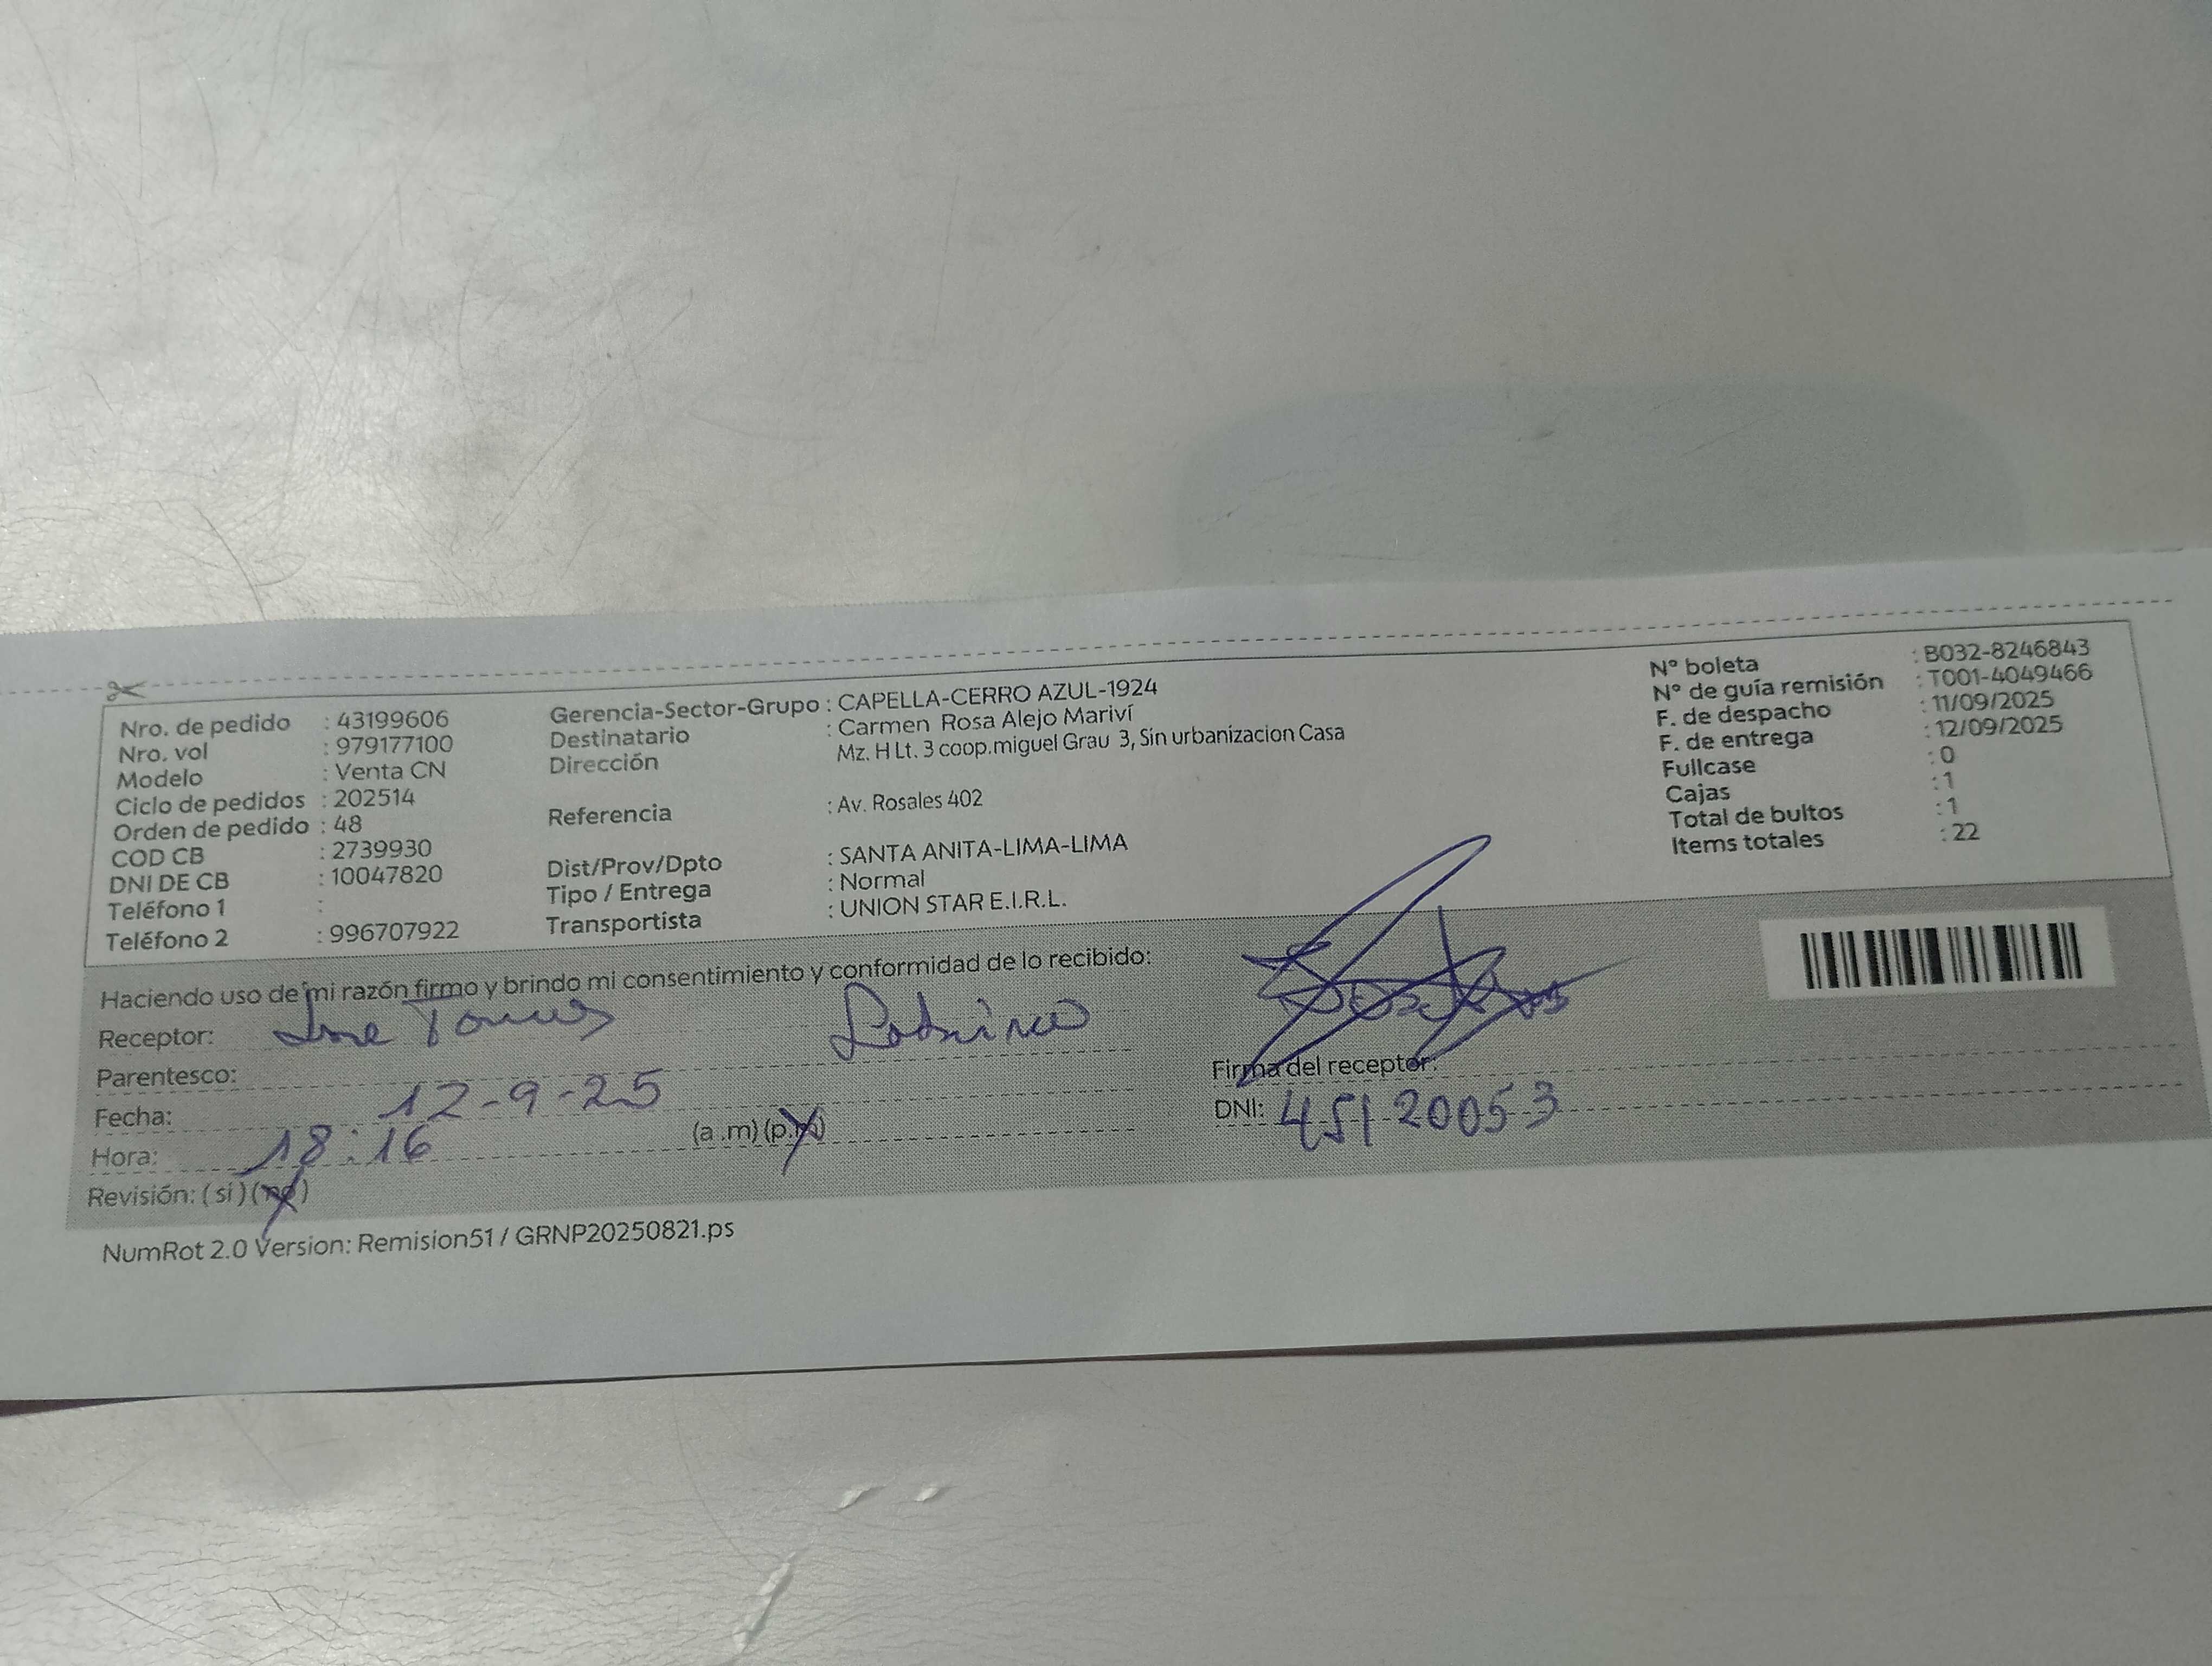 Nro. de pedido : 43199606
Nro. vol : 979177100
Modelo : Venta CN
Ciclo de pedidos : 202514
Orden de pedido : 48
COD CB : 2739930
DNI DE CB : 10047820
Teléfono 1 :
Teléfono 2 : 996707922
Gerencia-Sector-Grupo : CAPELLA-CERRO AZUL-1924
Destinatario : Carmen Rosa Alejo Mariví
Dirección Mz. H Lt. 3 coop.miguel Grau 3, Sin urbanizacion Casa
Referencia : Av. Rosales 402
Dist/Prov/Dpto : SANTA ANITA-LIMA-LIMA
Tipo / Entrega : Normal
Transportista : UNION STAR E.I.R.L.
N° boleta : B032-8246843
N° de guía remisión : T001-4049466
F. de despacho : 11/09/2025
F. de entrega : 12/09/2025
Fullcase : 0
Cajas : 1
Total de bultos : 1
Items totales : 22
Haciendo uso de mi razón firmo y brindo mi consentimiento y conformidad de lo recibido:
Receptor:
Parentesco:
Fecha: 12-9-25
Hora: 18:16 (a .m) (p.m)
Revisión: ( si ) (no)
Firma del receptor:
DNI: 45120053
NumRot 2.0 Version: Remision51 / GRNP20250821.ps